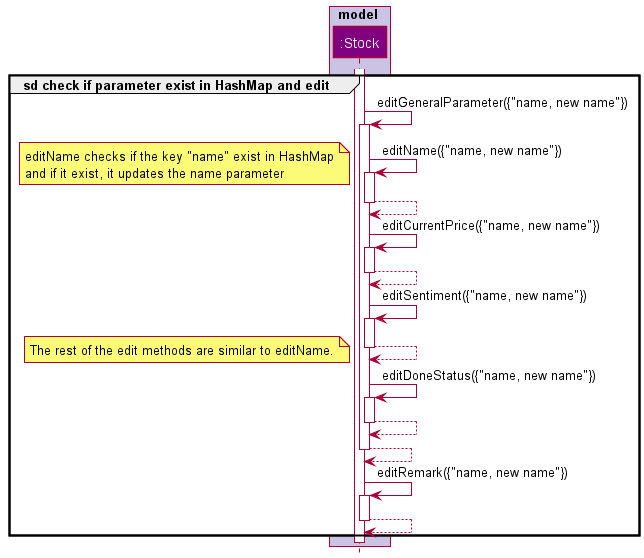 model
:Stock
sd check if parameter exist in HashMap and edit
editGeneralParameter({"name, new name"})
editName checks if the key "name" exist in HashMap
and if it exist, it updates the name parameter
editName({"name, new name"})
editCurrentPrice({"name, new name"})
editSentiment({"name, new name"})
The rest of the edit methods are similar to editName.
editDoneStatus({"name, new name"})
editRemark({"name, new name"})